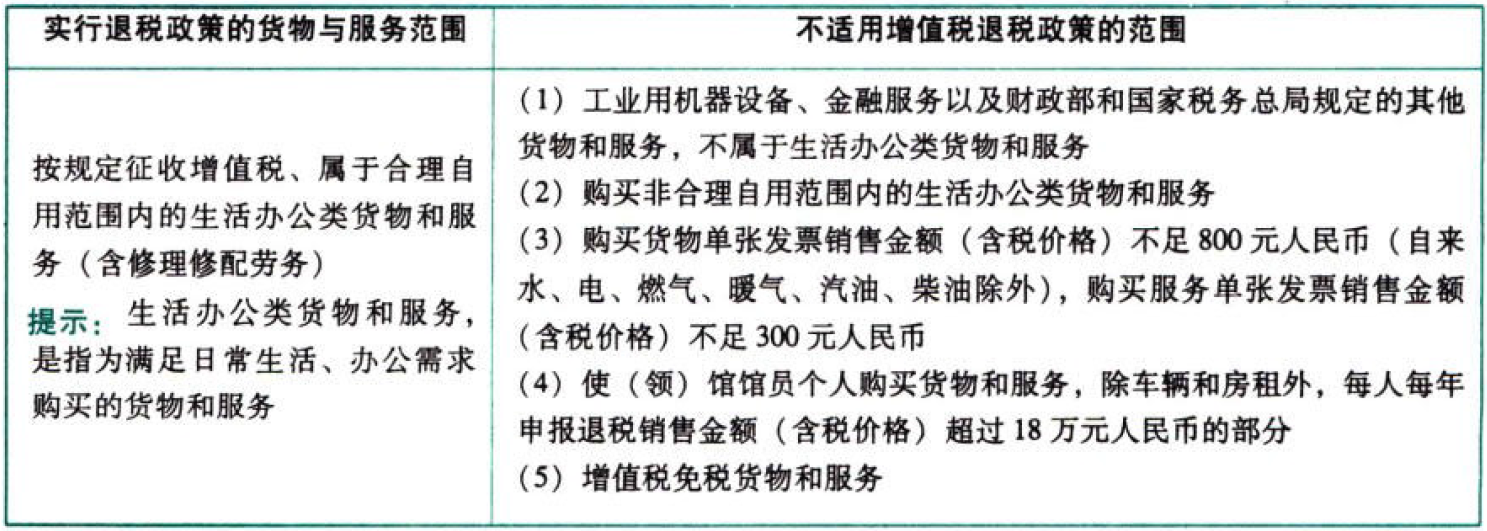 实行退税政策的货物与服务范围
不适用增值税退税政策的范围
按规定征收增值税、属于合理自
用范围内的生活办公类货物和服
务（含修理修配劳务）
提示：生活办公类货物和服务，
是指为满足日常生活、办公需求
购买的货物和服务
（1）工业用机器设备、金融服务以及财政部和国家税务总局规定的其他
货物和服务，不属于生活办公类货物和服务
（2）购买非合理自用范围内的生活办公类货物和服务
（3）购买货物单张发票销售金额（含税价格）不足800元人民币（自来
水、电、燃气、暖气、汽油、柴油除外），购买服务单张发票销售金额
（含税价格）不足300元人民币
（4）使（领）馆馆员个人购买货物和服务，除车辆和房租外，每人每年
申报退税销售金额（含税价格）超过18万元人民币的部分
（5）增值税免税货物和服务